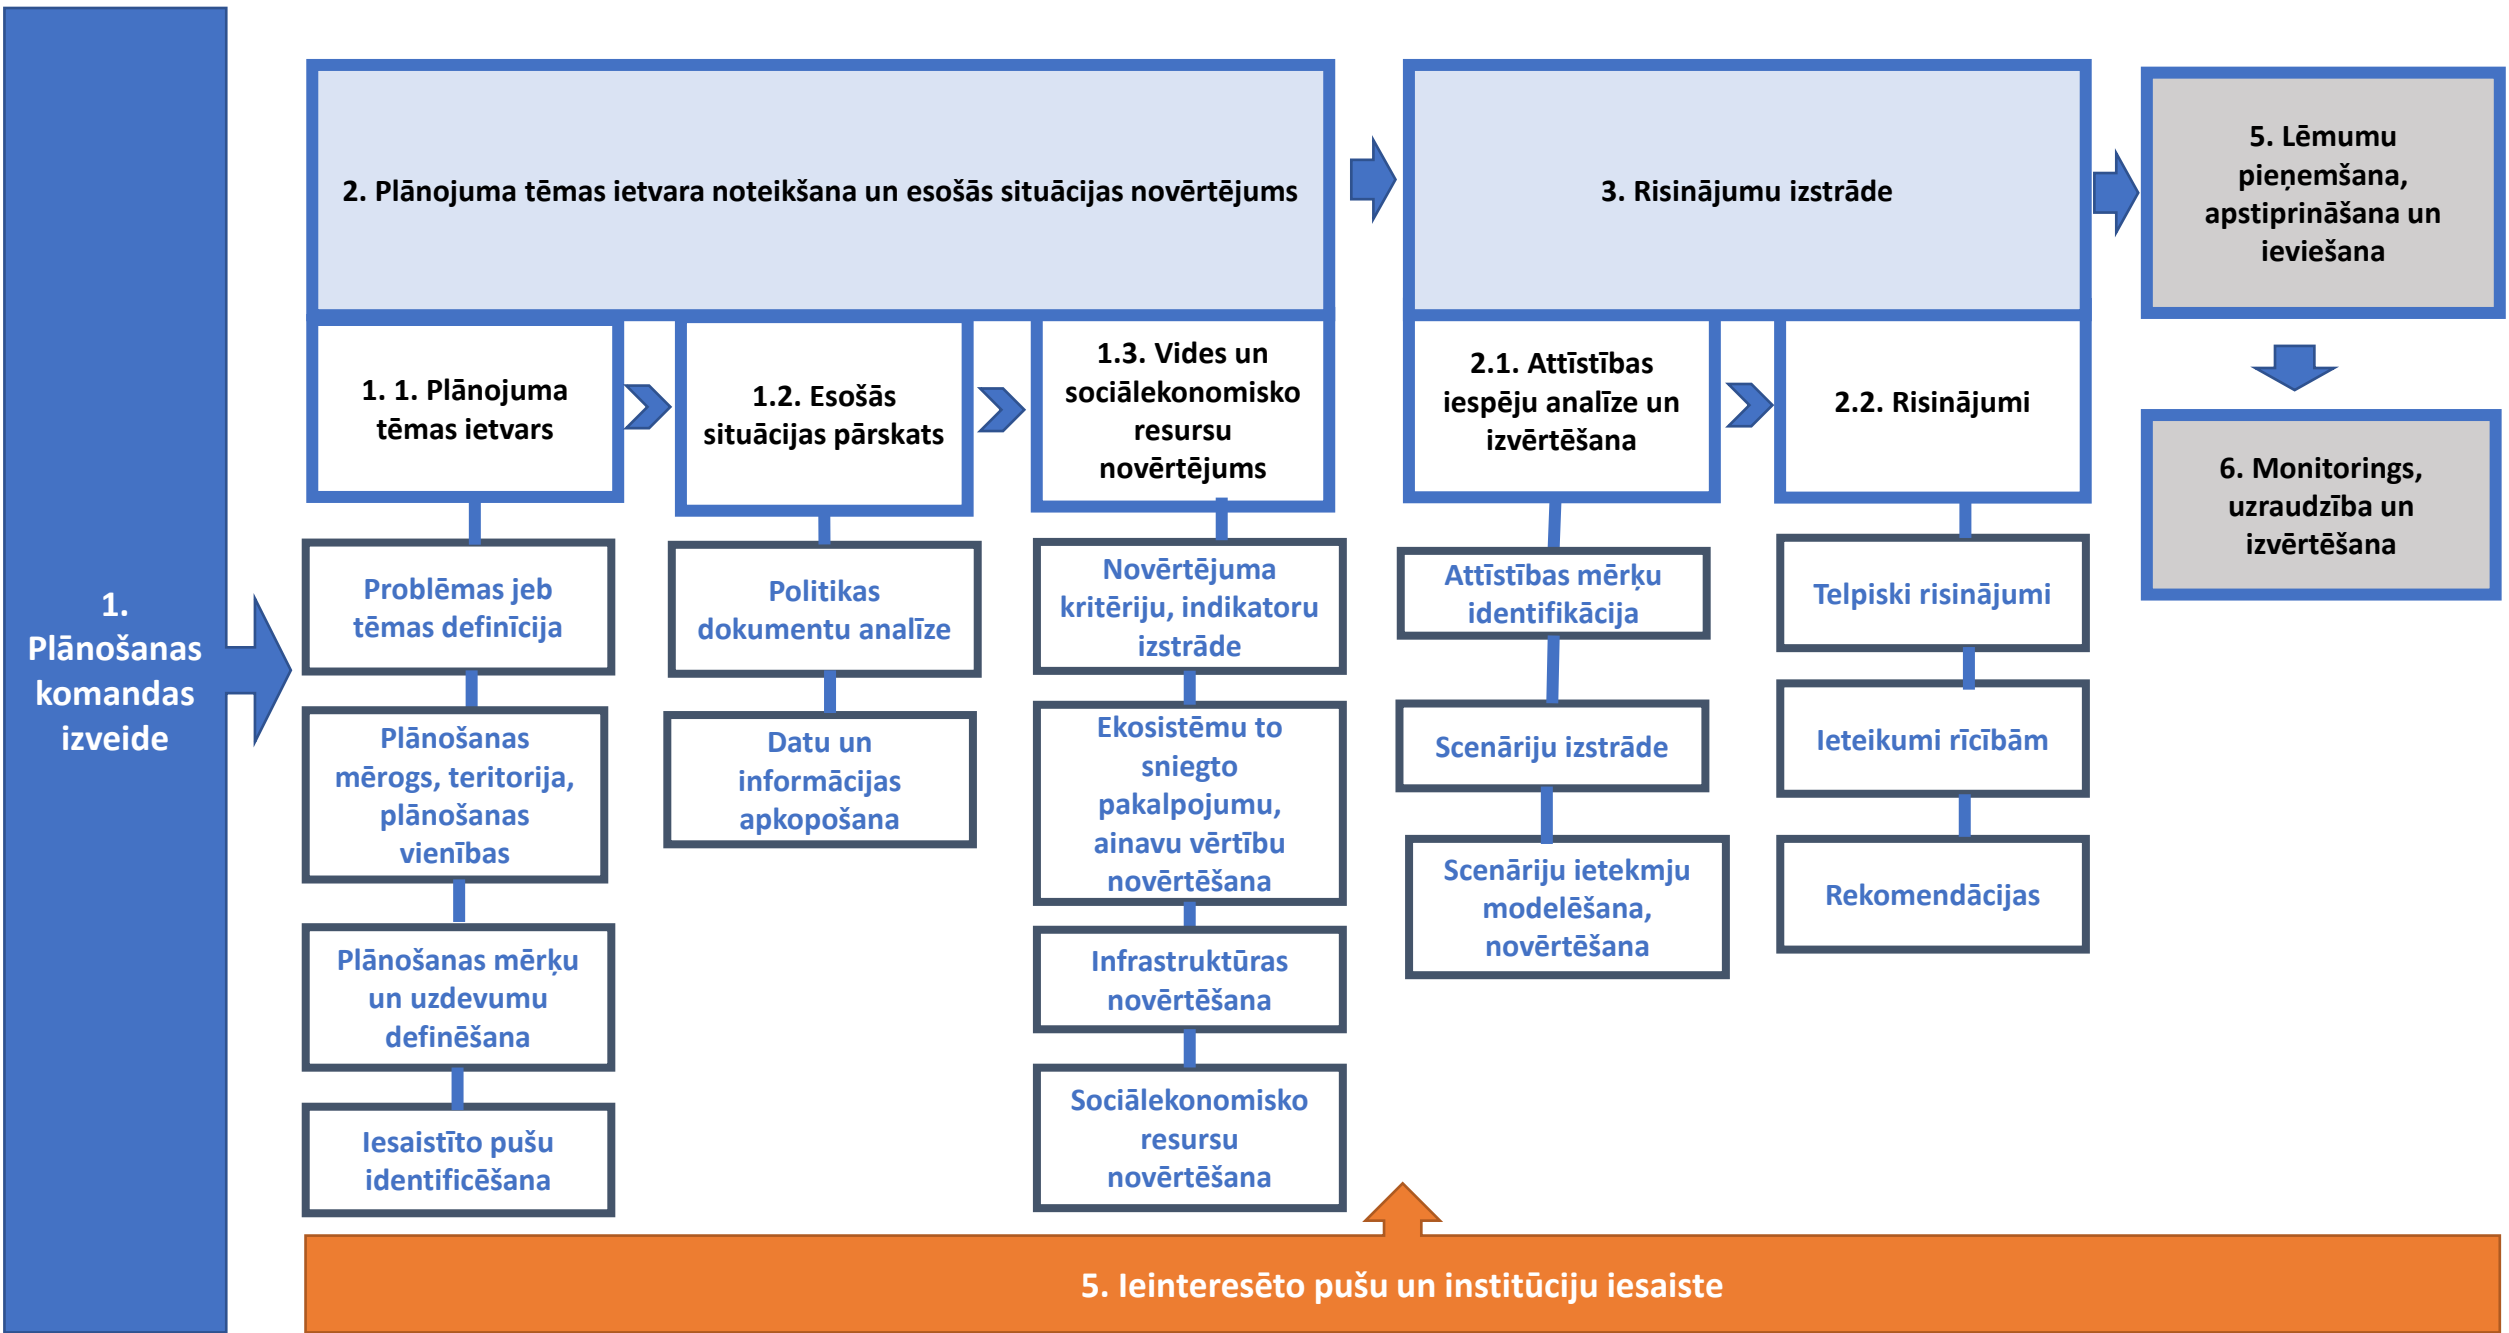 1.
Plānošanas
komandas
izveide
2. Plānojuma tēmas ietvara noteikšana un esošās situācijas novērtējums
1. 1. Plānojuma
tēmas ietvars
Problēmas jeb
tēmas definīcija
Plānošanas
mērogs, teritorija,
plānošanas
vienības
Plānošanas mērķu
un uzdevumu
definēšana
Iesaistīto pušu
identificēšana
1.2. Esošās
situācijas pārskats
Politikas
dokumentu analīze
Datu un
informācijas
apkopošana
1.3. Vides un
sociālekonomisko
resursu
novērtējums
Novērtējuma
kritēriju, indikatoru
izstrāde
Ekosistēmu to
sniegto
pakalpojumu,
ainavu vērtību
novērtēšana
Infrastruktūras
novērtēšana
Sociālekonomisko
resursu
novērtēšana
3. Risinājumu izstrāde
2.1. Attīstības
iespēju analīze un
izvērtēšana
Attīstības mērķu
identifikācija
Scenāriju izstrāde
Scenāriju ietekmju
modelēšana,
novērtēšana
2.2. Risinājumi
Telpiski risinājumi
Ieteikumi rīcībām
Rekomendācijas
5. Lēmumu
pieņemšana,
apstiprināšana un
ieviešana
6. Monitorings,
uzraudzība un
izvērtēšana
5. Ieinteresēto pušu un institūciju iesaiste